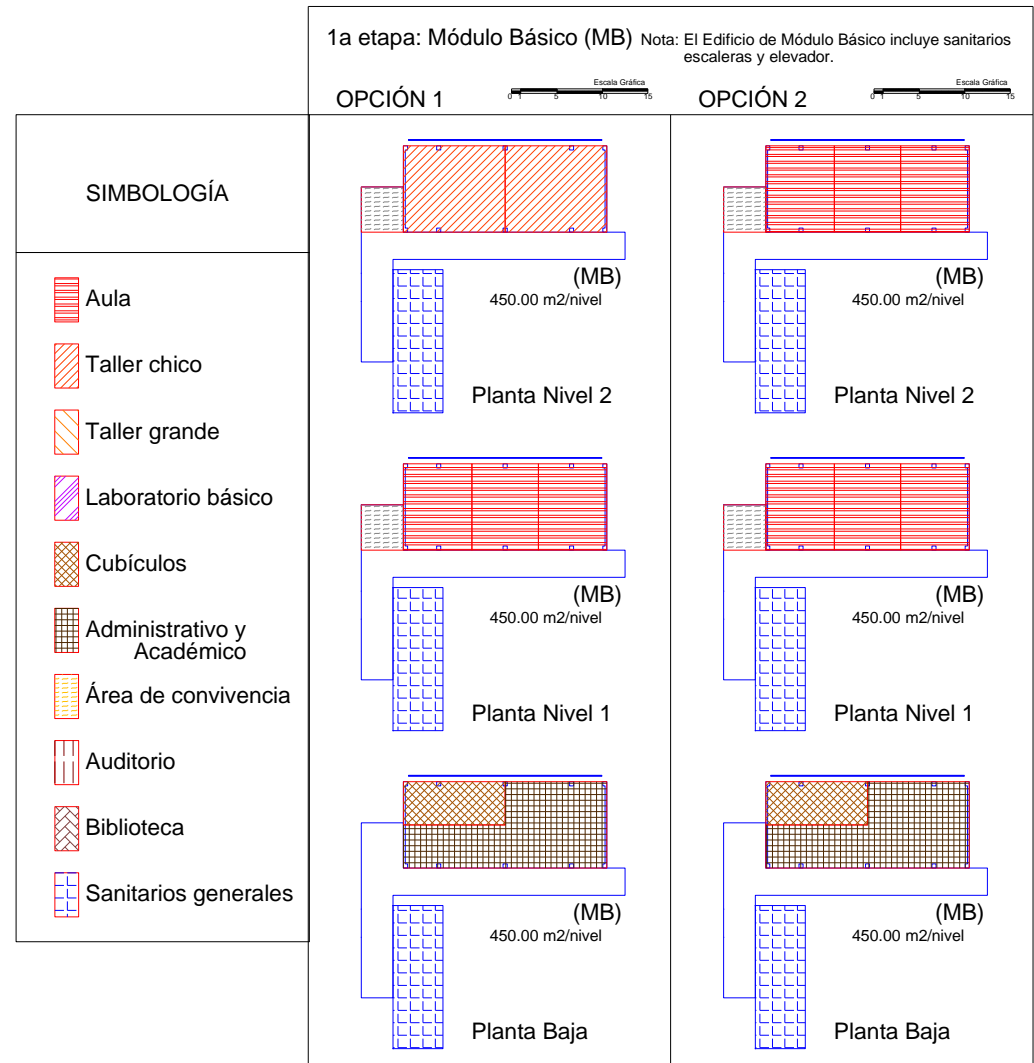 1a etapa: Módulo Básico (MB) Nota: El Edificio de Módulo Básico incluye sanitarios
escaleras y elevador.
OPCIÓN 1
Escala Gráfica
0 1 5 10 15
OPCIÓN 2
Escala Gráfica
0 1 5 10 15
SIMBOLOGÍA
Aula
Taller chico
Taller grande
Laboratorio básico
Cubículos
Administrativo y
Académico
Área de convivencia
Auditorio
Biblioteca
Sanitarios generales
(MB)
450.00 m2/nivel
Planta Nivel 2
(MB)
450.00 m2/nivel
Planta Nivel 2
(MB)
450.00 m2/nivel
Planta Nivel 1
(MB)
450.00 m2/nivel
Planta Nivel 1
(MB)
450.00 m2/nivel
Planta Baja
(MB)
450.00 m2/nivel
Planta Baja